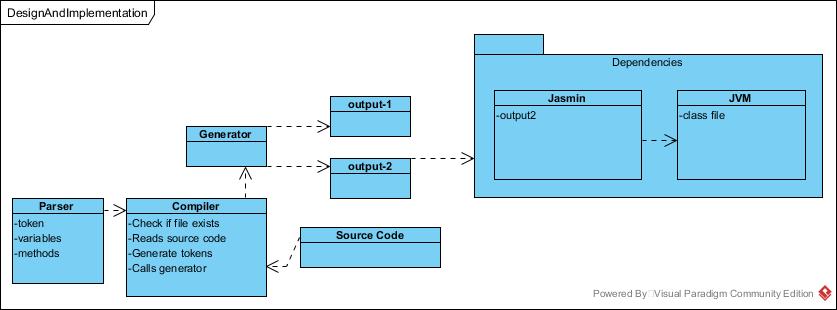 DesignAndImplementation
Dependencies
output-1
Jasmin
JVM
-output2
-class file
Generator
output-2
Parser
Compiler
-token
-Check if file exists
-variables
-Reads source code
Source Code
-methods
-Generate tokens
-Calls generator
Powered By Visual Paradigm Community Edition